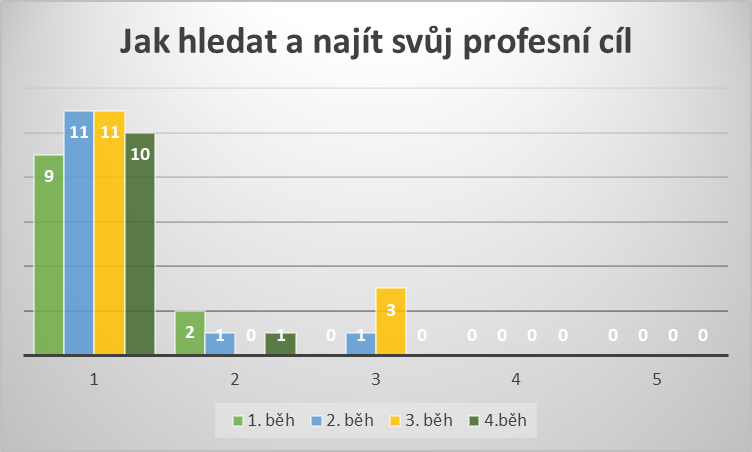 Jak hledat a najít svůj profesní cíl
11 11
10
9
3
2 1 0 1 0 1 0 0 0 0 0 0 0 0 0
1 2 3 4 5
1. běh 2. běh 3. běh 4.běh